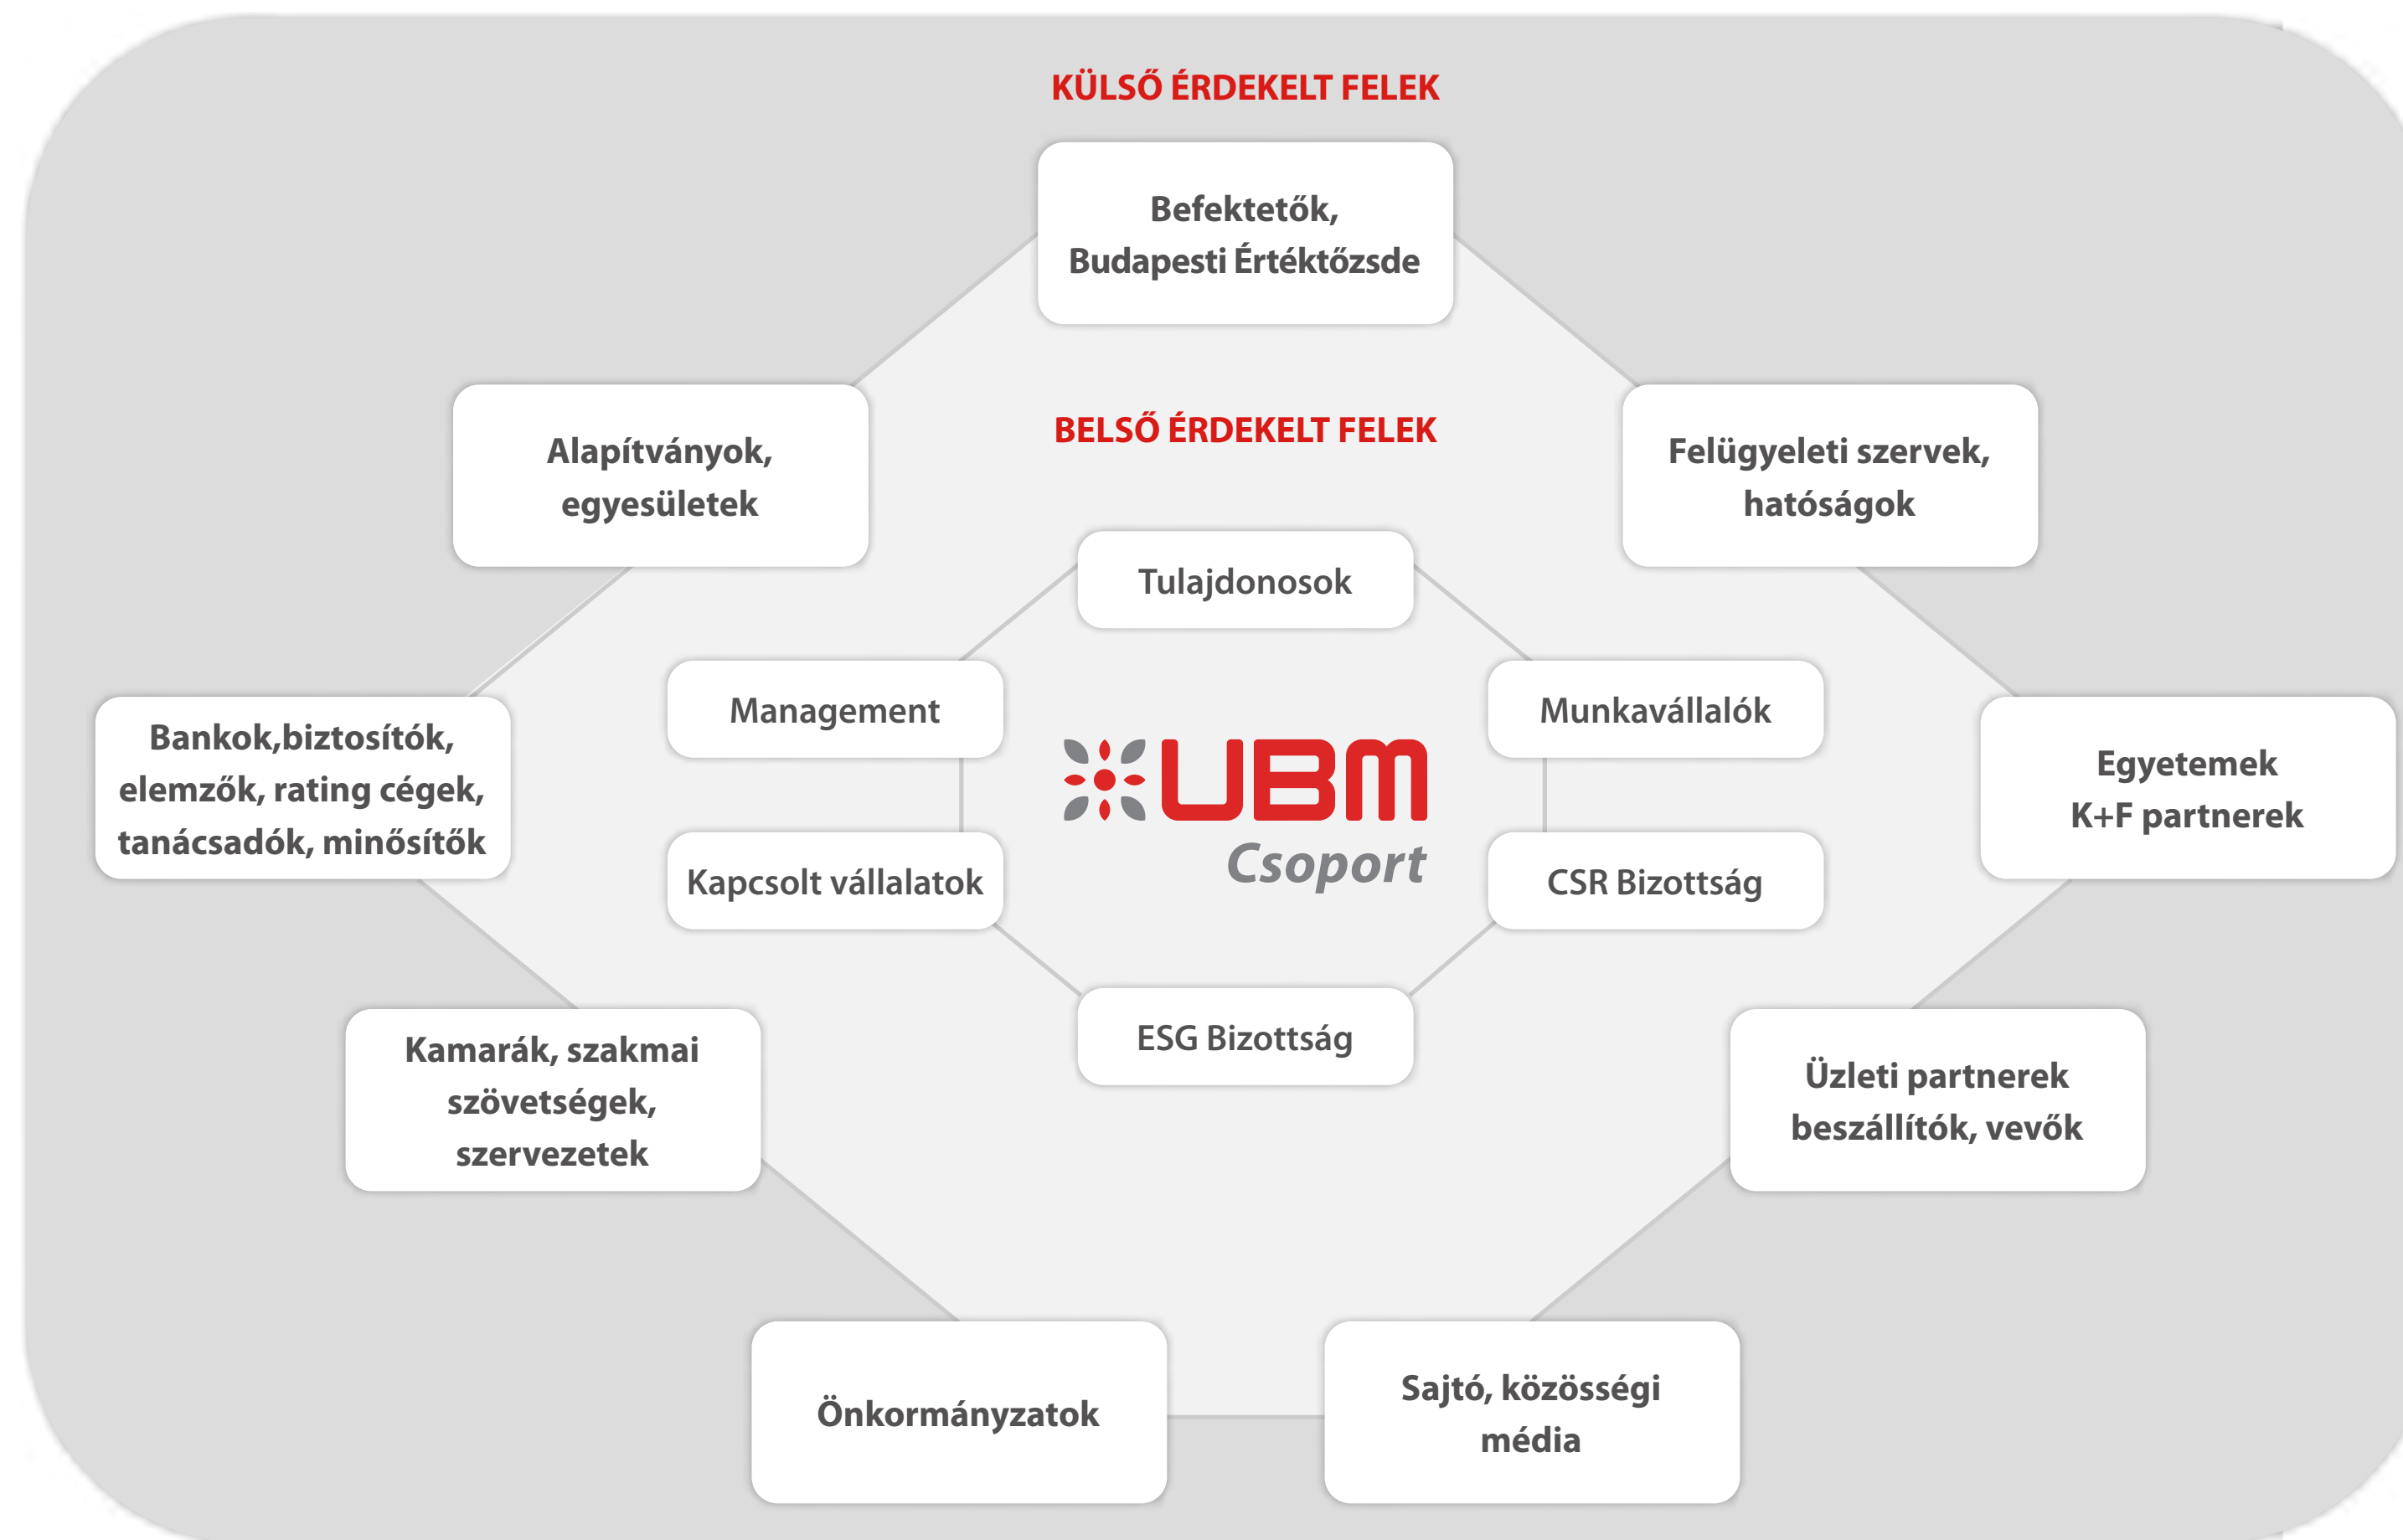 KÜLSŐ ÉRDEKELT FELEK
Befektetők,
Budapesti Értéktőzsde
Alapítványok,
egyesületek
BELSŐ ÉRDEKELT FELEK
Felügyeleti szervek,
hatóságok
Tulajdonosok
Management
Munkavállalók
Bankok,biztosítók,
elemzők, rating cégek,
tanácsadók, minősítők
UBM
Csoport
Egyetemek
K+F partnerek
Kapcsolt vállalatok
CSR Bizottság
ESG Bizottság
Kamarák, szakmai
szövetségek,
szervezetek
Üzleti partnerek
beszállítók, vevők
Önkormányzatok
Sajtó, közösségi
média